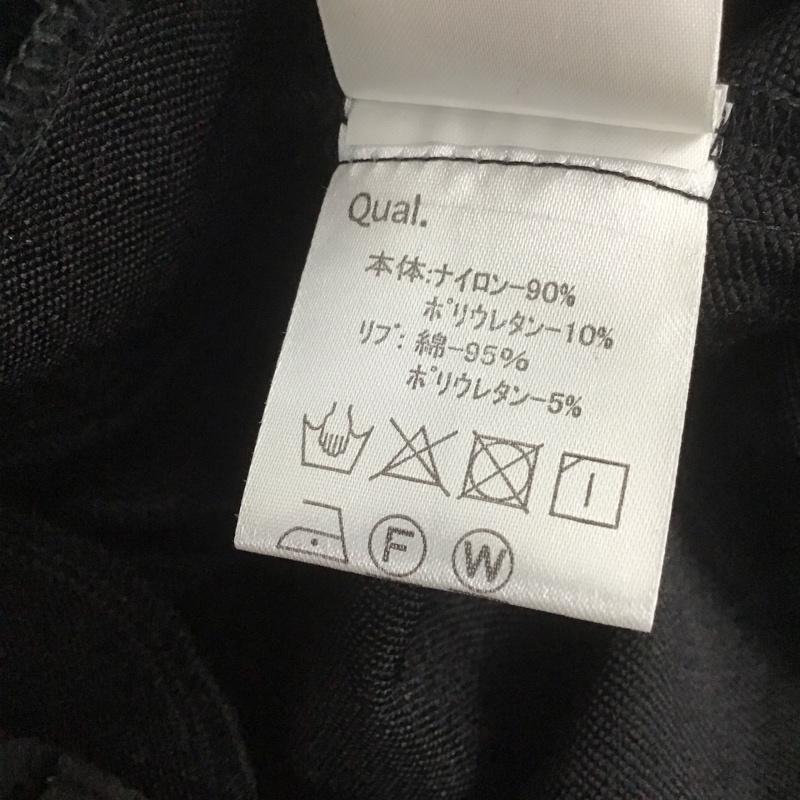 Qual.
本体:ナイロン-90%
ポリウレタン-10%
リブ:綿-95%
ポリウレタン-5%
F W